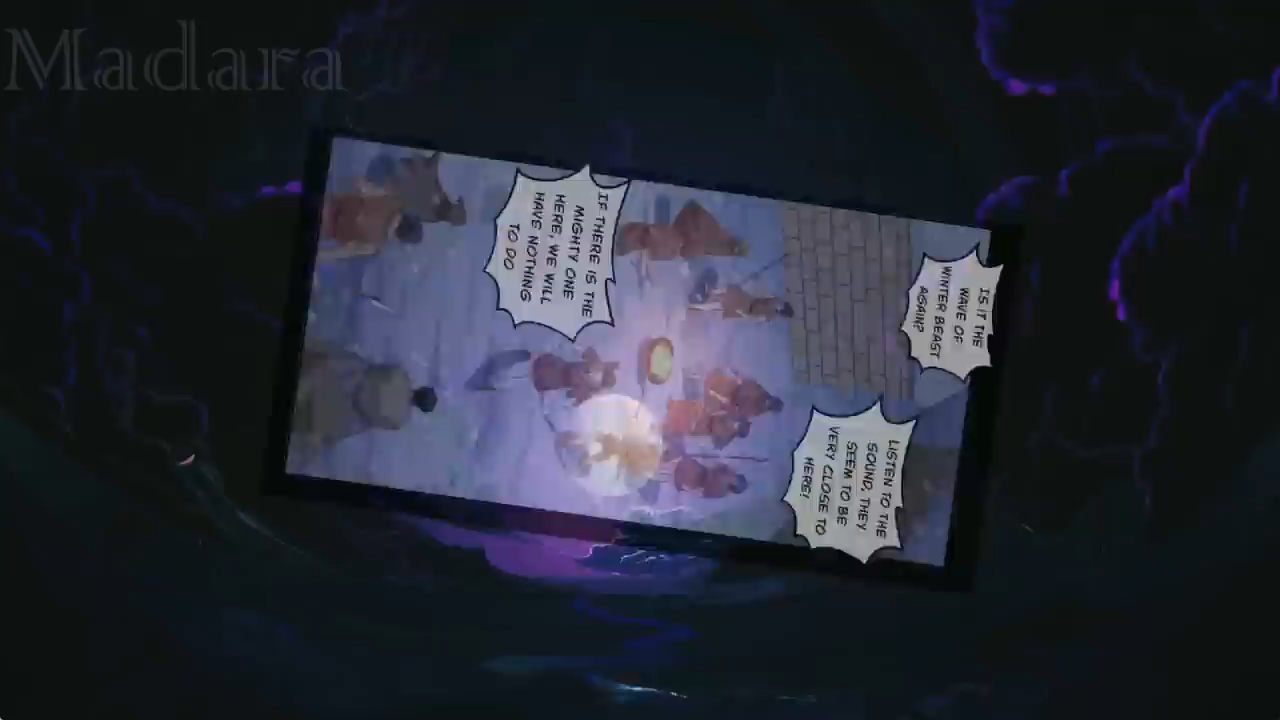 Madara
IS IT THE
WAVE OF
WINTER BEAST
AGAIN?
LISTEN TO THE
SOUND, THEY
SEEM TO BE
VERY CLOSE TO
HERE!
IF THERE IS THE
MIGHTY ONE
HERE, WE WILL
HAVE NOTHING
TO DO